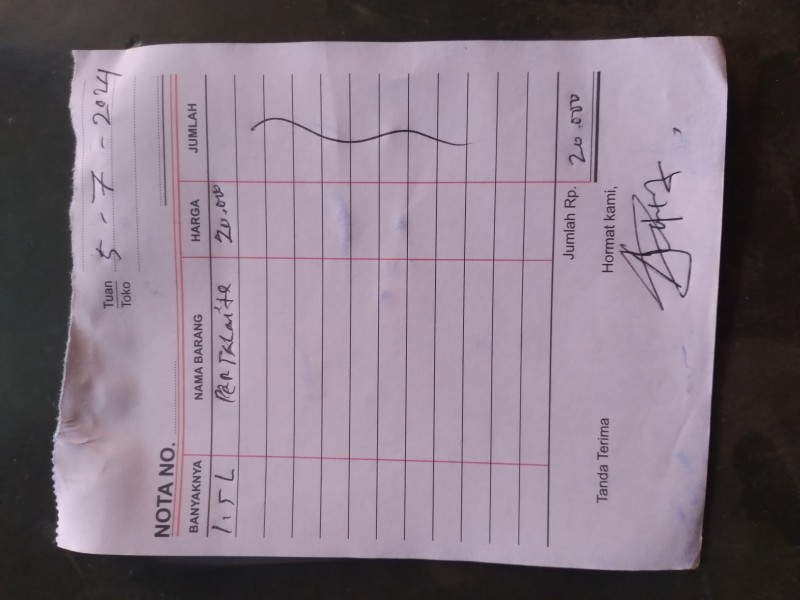 5 - 7 - 2024
Tuan
Toko
NOTA NO.
BANYAKNYA NAMA BARANG HARGA JUMLAH
1.5 L PERTALAITE 20.000
Jumlah Rp. 20.000
Tanda Terima Hormat kami,